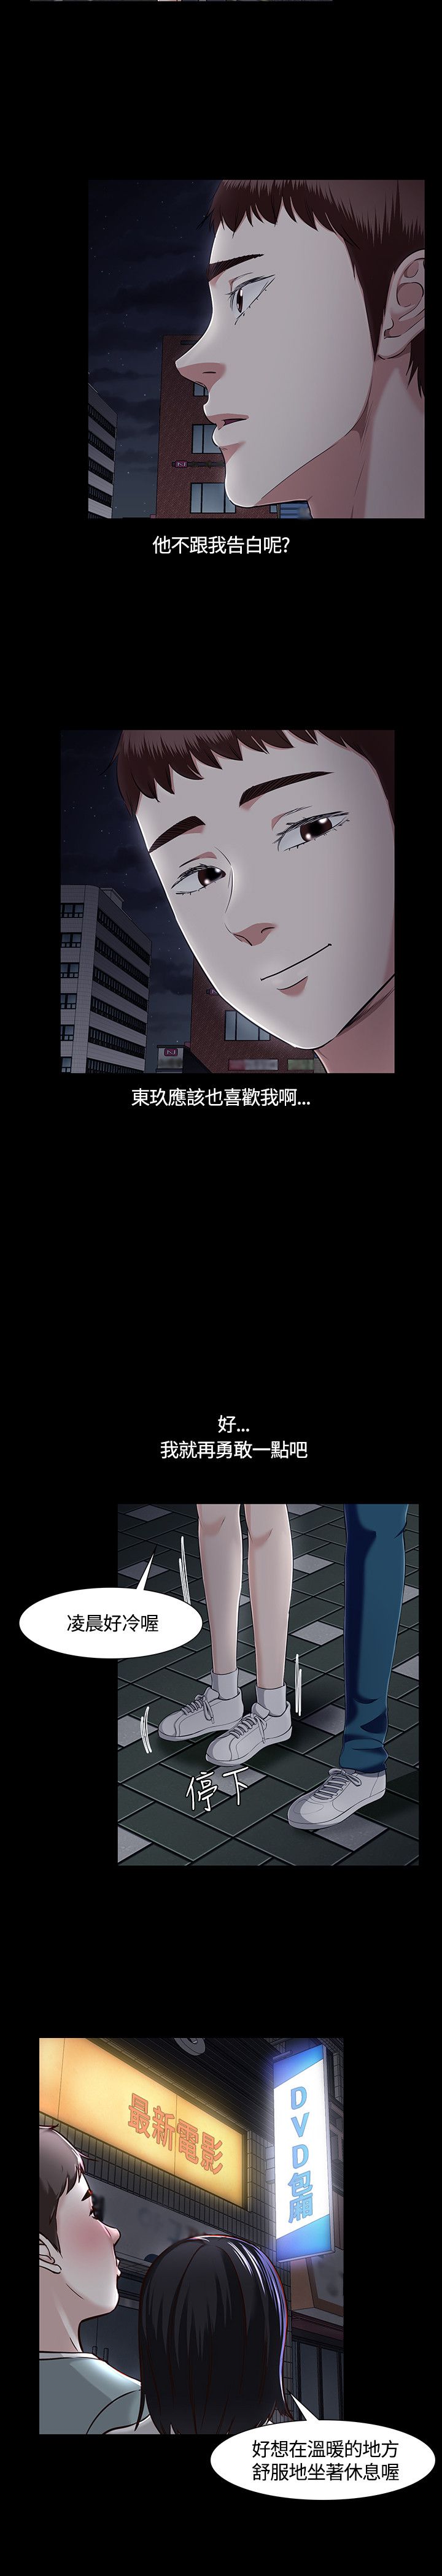 他不跟我告白呢?
東玖應該也喜歡我啊...
好...
我就再勇敢一點吧
凌晨好冷喔
停下
最新電影
DVD包廂
好想在溫暖的地方
舒服地坐著休息喔